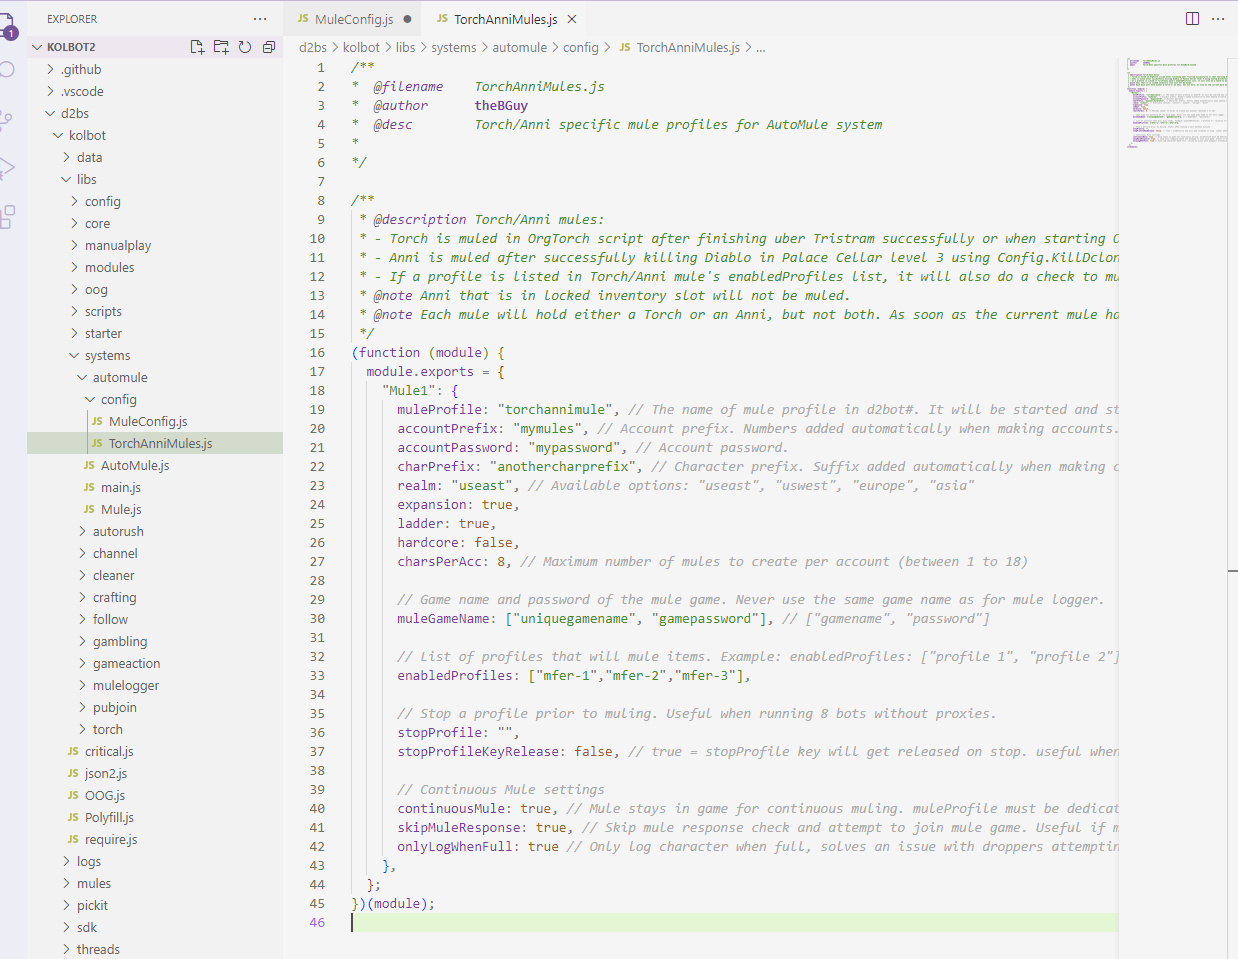 1
EXPLORER
KOLBOT2
.github
.vscode
d2bs
kolbot
data
libs
config
core
manualplay
modules
oog
scripts
starter
systems
automule
config
JS MuleConfig.js
JS TorchAnniMules.js
JS AutoMule.js
JS main.js
JS Mule.js
autorush
channel
cleaner
crafting
follow
gambling
gameaction
mulelogger
pubjoin
torch
JS critical.js
JS json2.js
JS OOG.js
JS Polyfill.js
JS require.js
logs
mules
pickit
sdk
threads
JS MuleConfig.js
JS TorchAnniMules.js
d2bs > kolbot > libs > systems > automule > config > JS TorchAnniMules.js > ...
1 /**
2 * @filename TorchAnniMules.js
3 * @author theBGuy
4 * @desc Torch/Anni specific mule profiles for AutoMule system
5 *
6 */
7
8 /**
9 * @description Torch/Anni mules:
10 * - Torch is muled in OrgTorch script after finishing uber Tristram successfully or when starting
11 * - Anni is muled after successfully killing Diablo in Palace Cellar level 3 using Config.KillDclon
12 * - If a profile is listed in Torch/Anni mule's enabledProfiles list, it will also do a check to mu
13 * @note Anni that is in locked inventory slot will not be muled.
14 * @note Each mule will hold either a Torch or an Anni, but not both. As soon as the current mule ha
15 */
16 (function (module) {
17 module.exports = {
18 "Mule1": {
19 muleProfile: "torchannimule", // The name of mule profile in d2bot#. It will be started and st
20 accountPrefix: "mymules", // Account prefix. Numbers added automatically when making accounts.
21 accountPassword: "mypassword", // Account password.
22 charPrefix: "anothercharprefix", // Character prefix. Suffix added automatically when making c
23 realm: "useast", // Available options: "useast", "uswest", "europe", "asia"
24 expansion: true,
25 ladder: true,
26 hardcore: false,
27 charsPerAcc: 8, // Maximum number of mules to create per account (between 1 to 18)
28
29 // Game name and password of the mule game. Never use the same game name as for mule logger.
30 muleGameName: ["uniquegamename", "gamepassword"], // ["gamename", "password"]
31
32 // List of profiles that will mule items. Example: enabledProfiles: ["profile 1", "profile 2"]
33 enabledProfiles: ["mfer-1","mfer-2","mfer-3"],
34
35 // Stop a profile prior to muling. Useful when running 8 bots without proxies.
36 stopProfile: "",
37 stopProfileKeyRelease: false, // true = stopProfile key will get released on stop. useful when
38
39 // Continuous Mule settings
40 continuousMule: true, // Mule stays in game for continuous muling. muleProfile must be dedicat
41 skipMuleResponse: true, // Skip mule response check and attempt to join mule game. Useful if m
42 onlyLogWhenFull: true // Only log character when full, solves an issue with droppers attemptin
43 },
44 };
45 })(module);
46